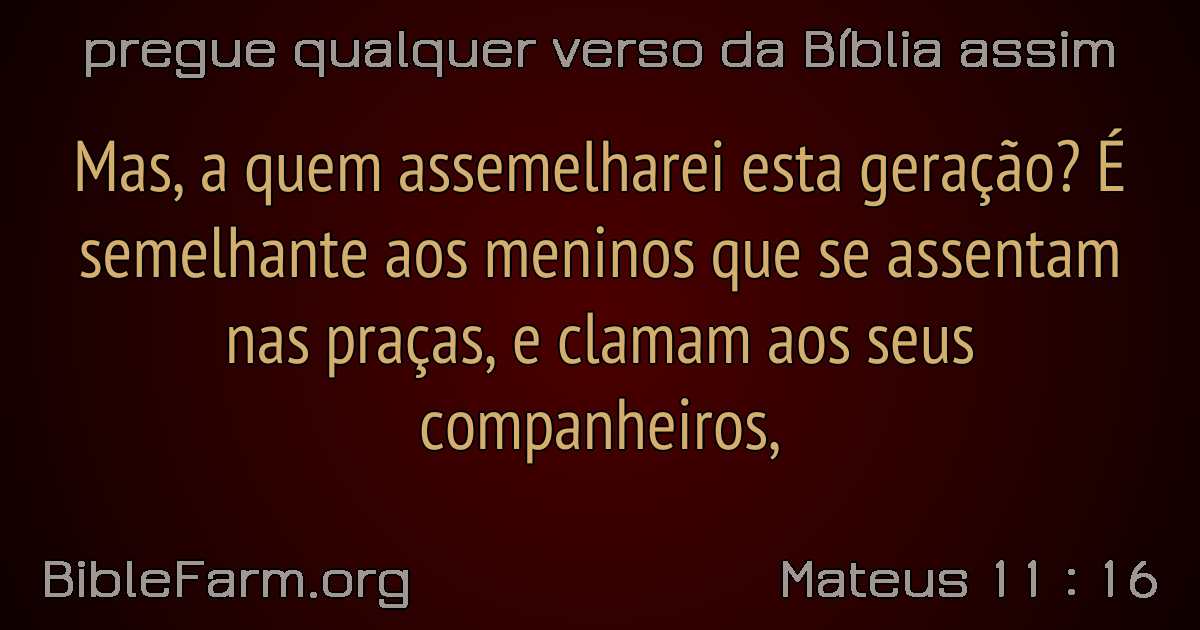 pregue qualquer verso da Bíblia assim
Mas, a quem assemelharei esta geração? É
semelhante aos meninos que se assentam
nas praças, e clamam aos seus
companheiros,
BibleFarm.org
Mateus 11 : 16